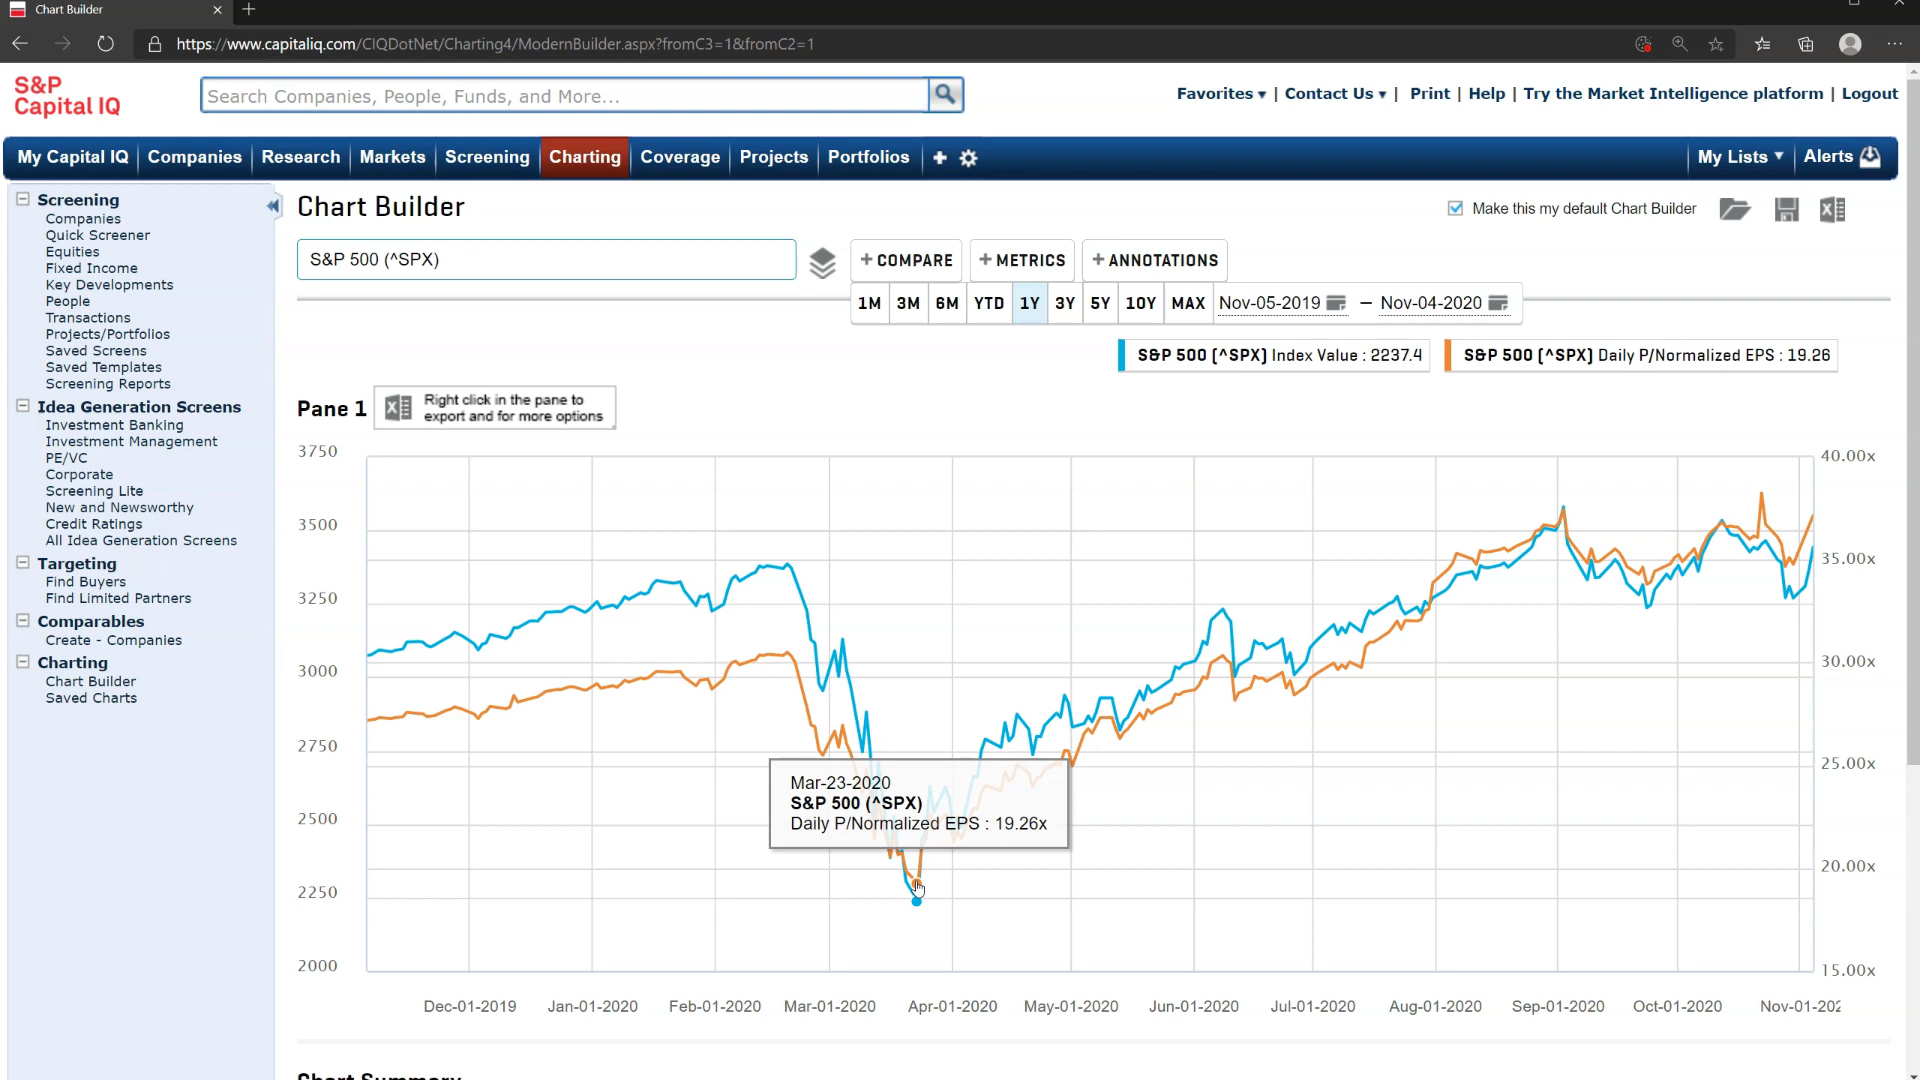 Chart Builder
https://www.capitaliq.com/CIQDotNet/Charting4/ModernBuilder.aspx?fromC3=1&fromC2=1
S&P
Capital IQ
Search Companies, People, Funds, and More...
Favorites ▾ | Contact Us ▾ | Print | Help | Try the Market Intelligence platform | Logout
My Capital IQ Companies Research Markets Screening Charting Coverage Projects Portfolios
My Lists ▾ Alerts
Screening
Companies
Quick Screener
Equities
Fixed Income
Key Developments
People
Transactions
Projects/Portfolios
Saved Screens
Saved Templates
Screening Reports
Idea Generation Screens
Investment Banking
Investment Management
PE/VC
Corporate
Screening Lite
New and Newsworthy
Credit Ratings
All Idea Generation Screens
Targeting
Find Buyers
Find Limited Partners
Comparables
Create - Companies
Charting
Chart Builder
Saved Charts
Chart Builder
Make this my default Chart Builder
S&P 500 (^SPX)
+ COMPARE
+ METRICS
+ ANNOTATIONS
1M 3M 6M YTD 1Y 3Y 5Y 10Y MAX Nov-05-2019 – Nov-04-2020
S&P 500 (^SPX) Index Value : 2237.4
S&P 500 (^SPX) Daily P/Normalized EPS : 19.26
Pane 1
Right click in the pane to
export and for more options
3750
3500
3250
3000
2750
2500
2250
2000
40.00x
35.00x
30.00x
25.00x
20.00x
15.00x
Mar-23-2020
S&P 500 (^SPX)
Daily P/Normalized EPS : 19.26x
Dec-01-2019 Jan-01-2020 Feb-01-2020 Mar-01-2020 Apr-01-2020 May-01-2020 Jun-01-2020 Jul-01-2020 Aug-01-2020 Sep-01-2020 Oct-01-2020 Nov-01-202
Chart Summary